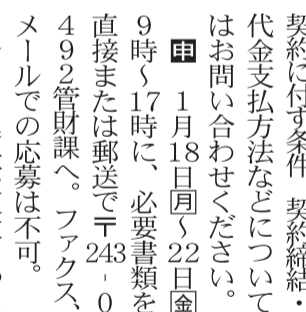 契約に付す条件、契約締結・
代金支払方法などについて
はお問い合わせください。
申 1月18日月〜22日金
9時〜17時に、必要書類を
直接または郵送で〒243-0
492管財課へ。ファクス、
メールでの応募は不可。